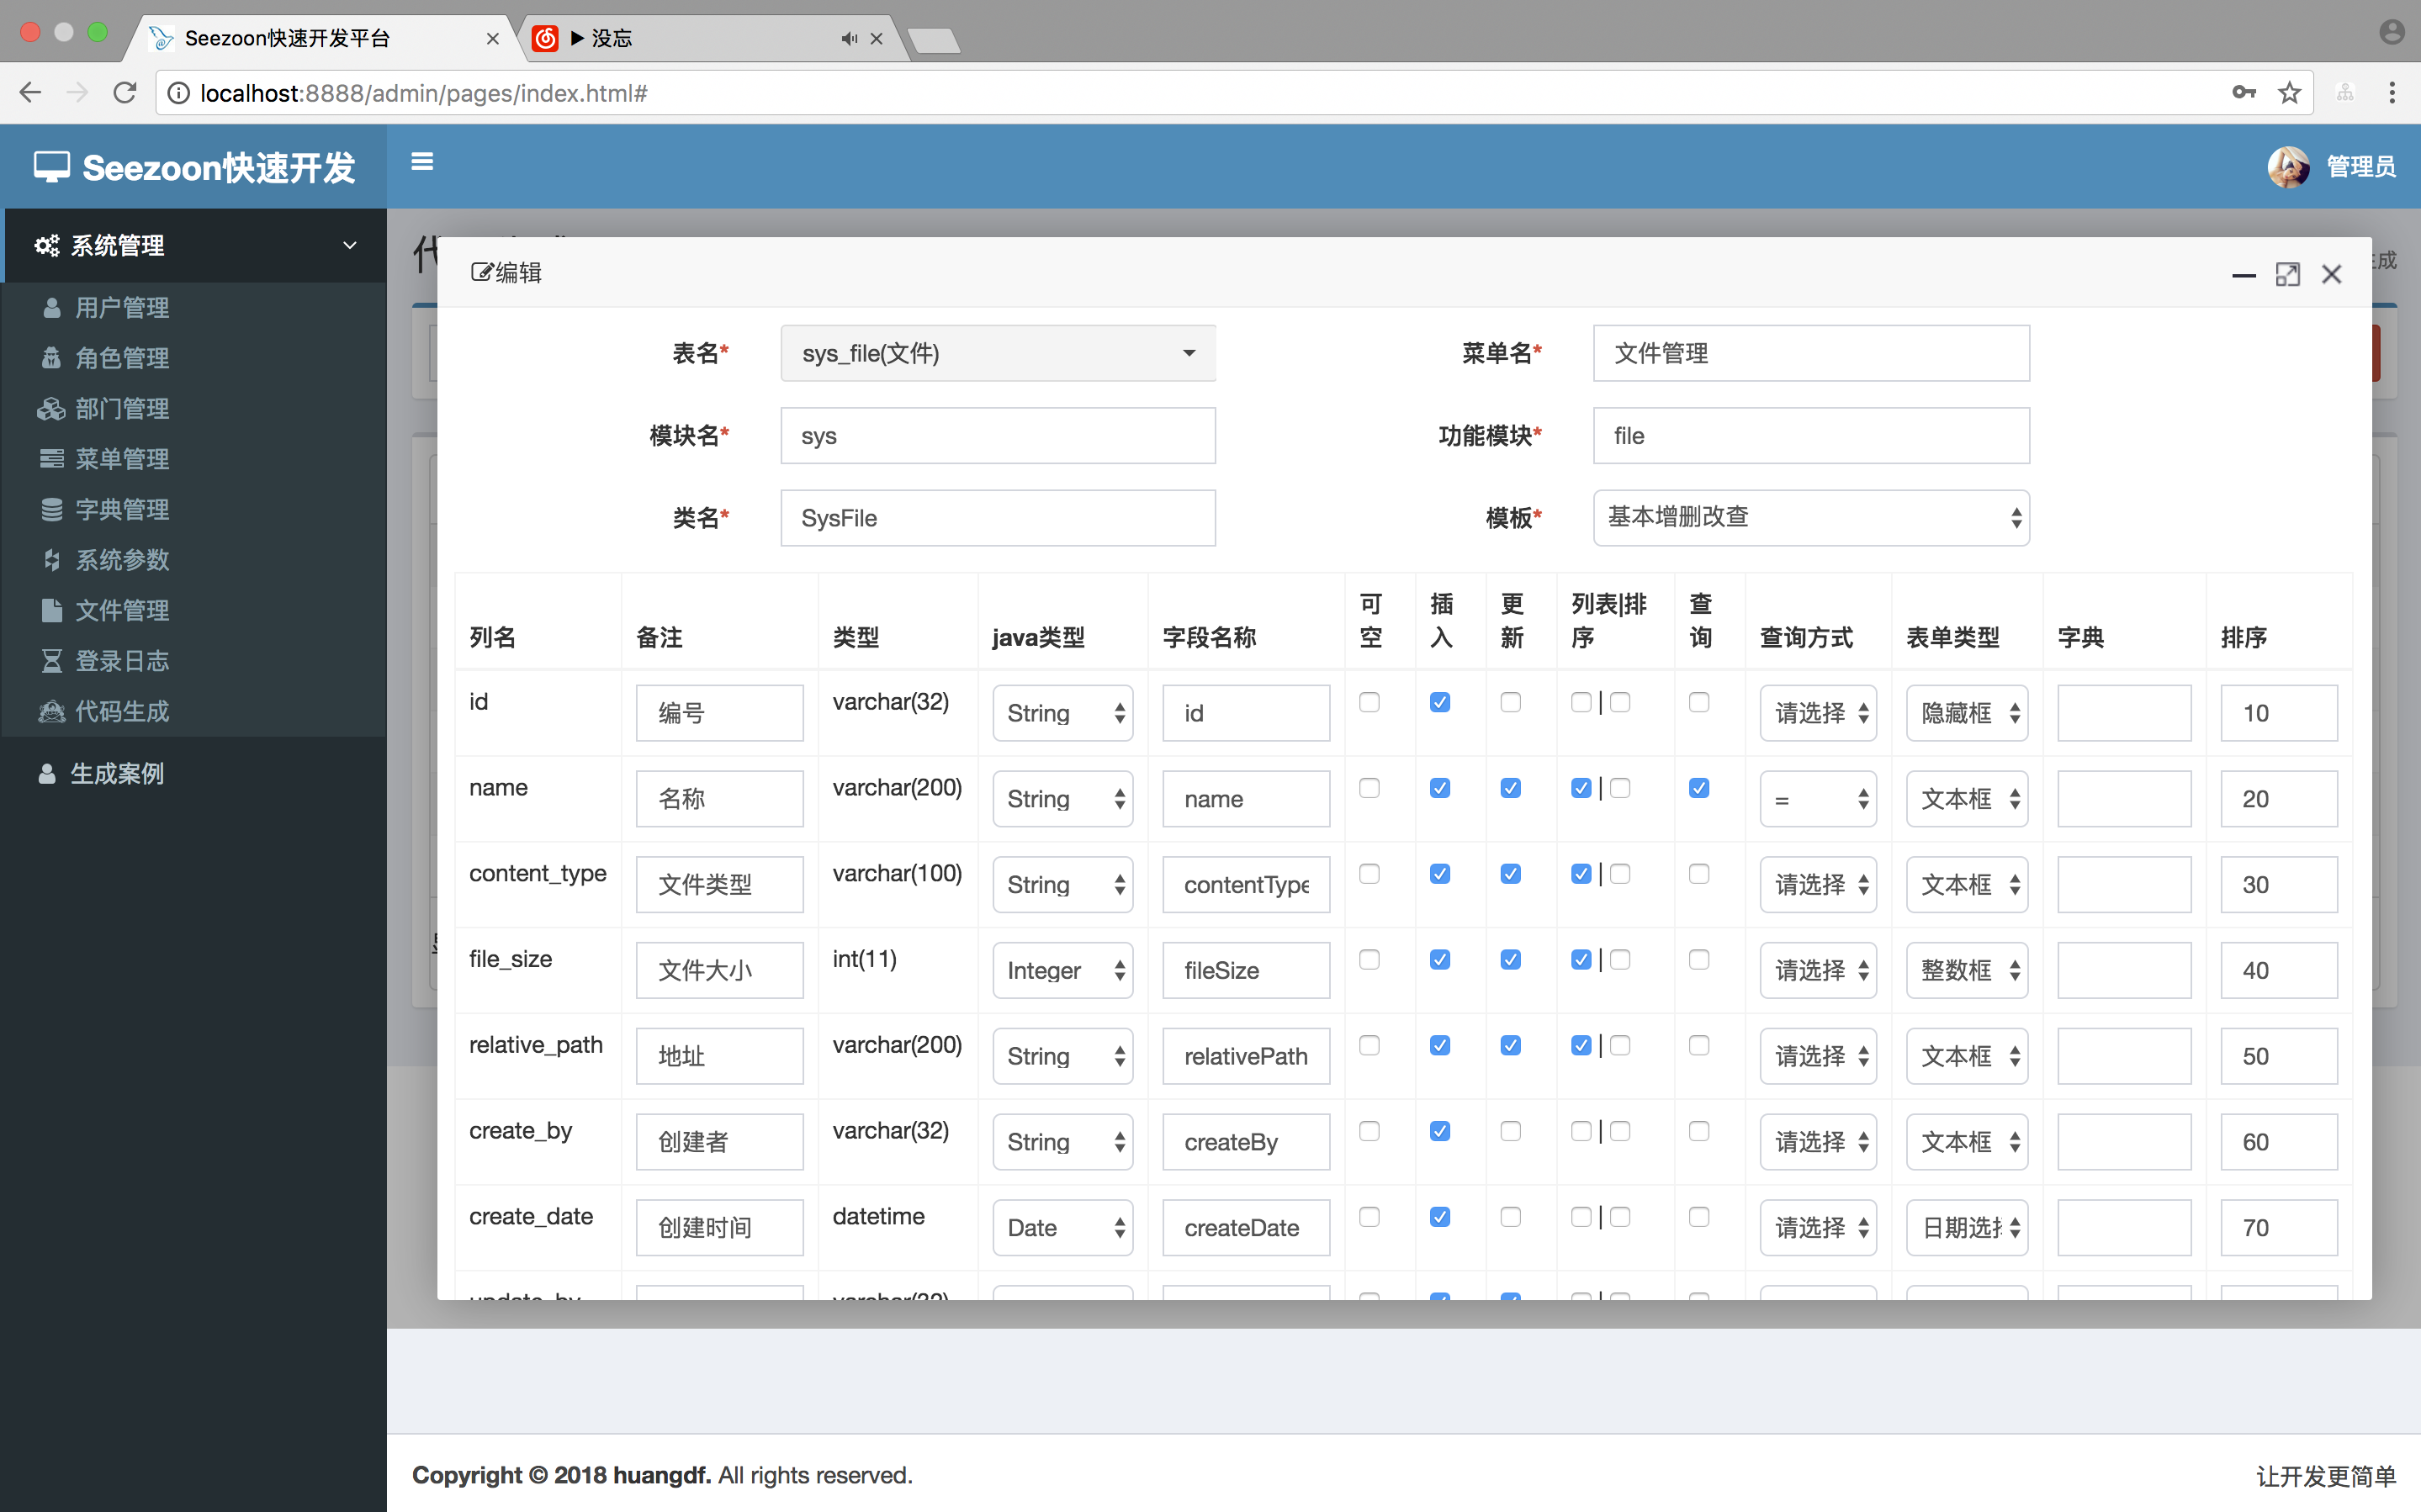 Seezoon快速开发平台
没忘
localhost:8888/admin/pages/index.html#
Seezoon快速开发
管理员
系统管理
用户管理
角色管理
部门管理
菜单管理
字典管理
系统参数
文件管理
登录日志
代码生成
生成案例
编辑
表名* sys_file(文件) 菜单名* 文件管理
模块名* sys 功能模块* file
类名* SysFile 模板* 基本增删改查
列名 备注 类型 java类型 字段名称 可空 插入 更新 列表|排序 查询 查询方式 表单类型 字典 排序
id 编号 varchar(32) String id | 请选择 隐藏框 10
name 名称 varchar(200) String name | = 文本框 20
content_type 文件类型 varchar(100) String contentType | 请选择 文本框 30
file_size 文件大小 int(11) Integer fileSize | 请选择 整数框 40
relative_path 地址 varchar(200) String relativePath | 请选择 文本框 50
create_by 创建者 varchar(32) String createBy | 请选择 文本框 60
create_date 创建时间 datetime Date createDate | 请选择 日期选择 70
update_by varchar(32) |
Copyright © 2018 huangdf. All rights reserved.
让开发更简单